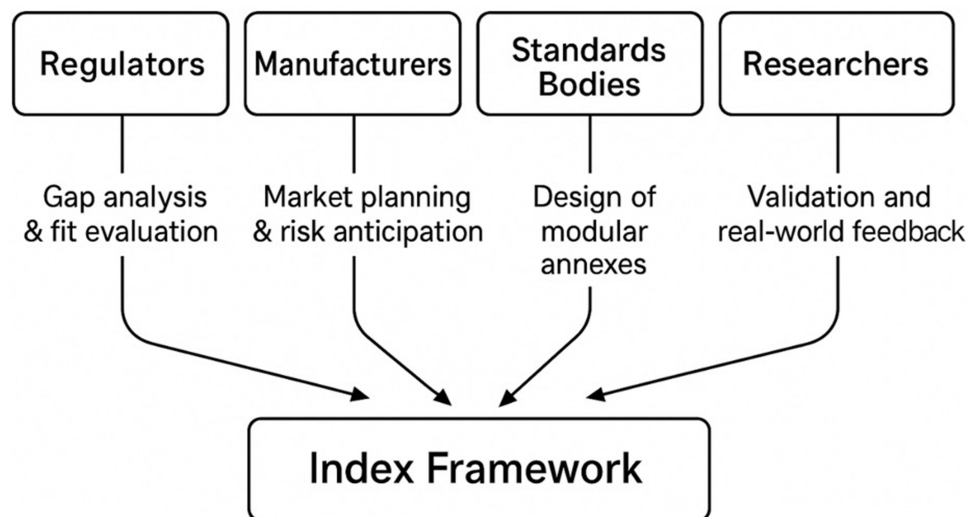 Regulators
Manufacturers
Standards
Bodies
Researchers
Gap analysis
& fit evaluation
Market planning
& risk anticipation
Design of
modular
annexes
Validation and
real-world feedback
Index Framework